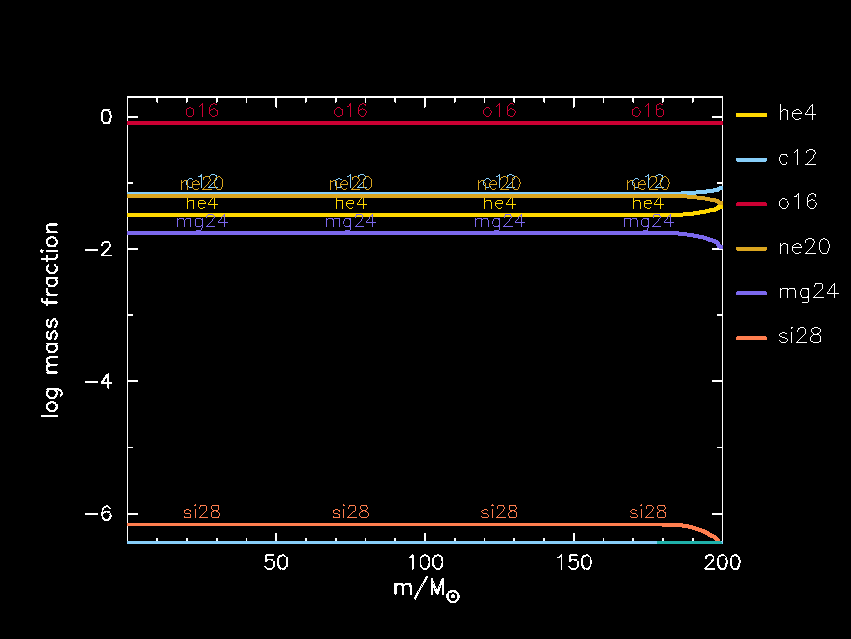 0
-2
-4
-6
log mass fraction
o16 o16 o16 o16
c12 c12 c12 c12
ne20 ne20 ne20 ne20
he4 he4 he4 he4
mg24 mg24 mg24 mg24
si28 si28 si28 si28
50 100 150 200
m/M☉
he4
c12
o16
ne20
mg24
si28